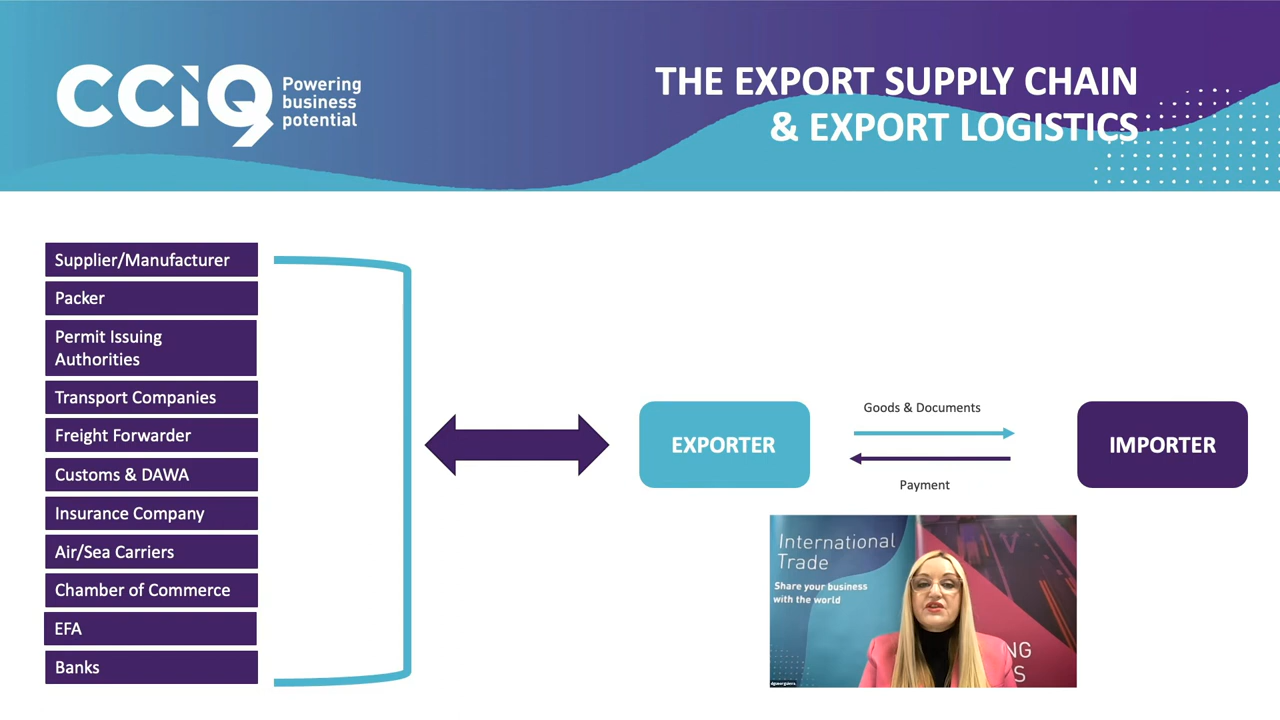 CCIQ
Powering
business
potential
THE EXPORT SUPPLY CHAIN
& EXPORT LOGISTICS
Supplier/Manufacturer
Packer
Permit Issuing
Authorities
Transport Companies
Freight Forwarder
Customs & DAWA
Insurance Company
Air/Sea Carriers
Chamber of Commerce
EFA
Banks
EXPORTER
Goods & Documents
Payment
IMPORTER
International
Trade
Share your business
with the world
NG
S